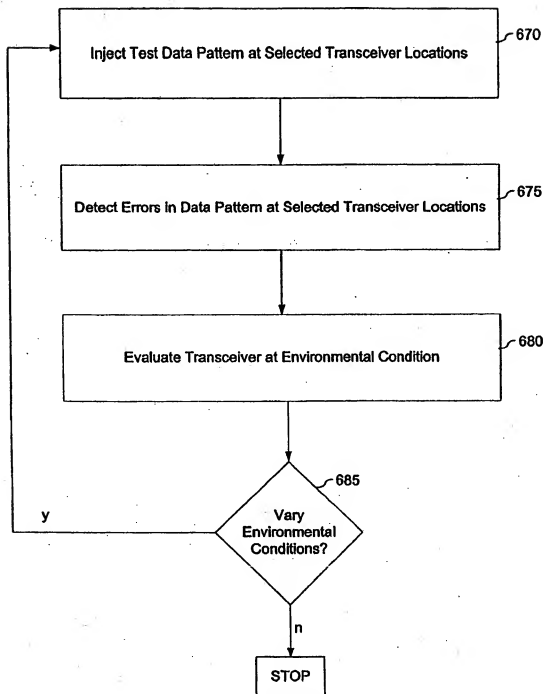 Inject Test Data Pattern at Selected Transceiver Locations
670
Detect Errors in Data Pattern at Selected Transceiver Locations
675
Evaluate Transceiver at Environmental Condition
680
685
Vary
Environmental
Conditions?
y
n
STOP